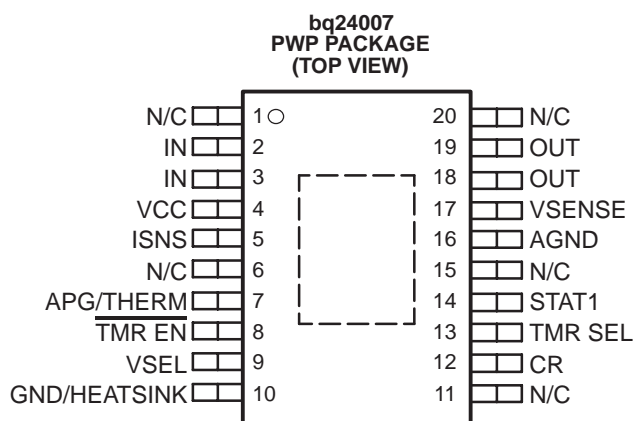 bq24007
PWP PACKAGE
(TOP VIEW)
N/C 1 20 N/C
IN 2 19 OUT
IN 3 18 OUT
VCC 4 17 VSENSE
ISNS 5 16 AGND
N/C 6 15 N/C
APG/THERM 7 14 STAT1
TMR EN 8 13 TMR SEL
VSEL 9 12 CR
GND/HEATSINK 10 11 N/C